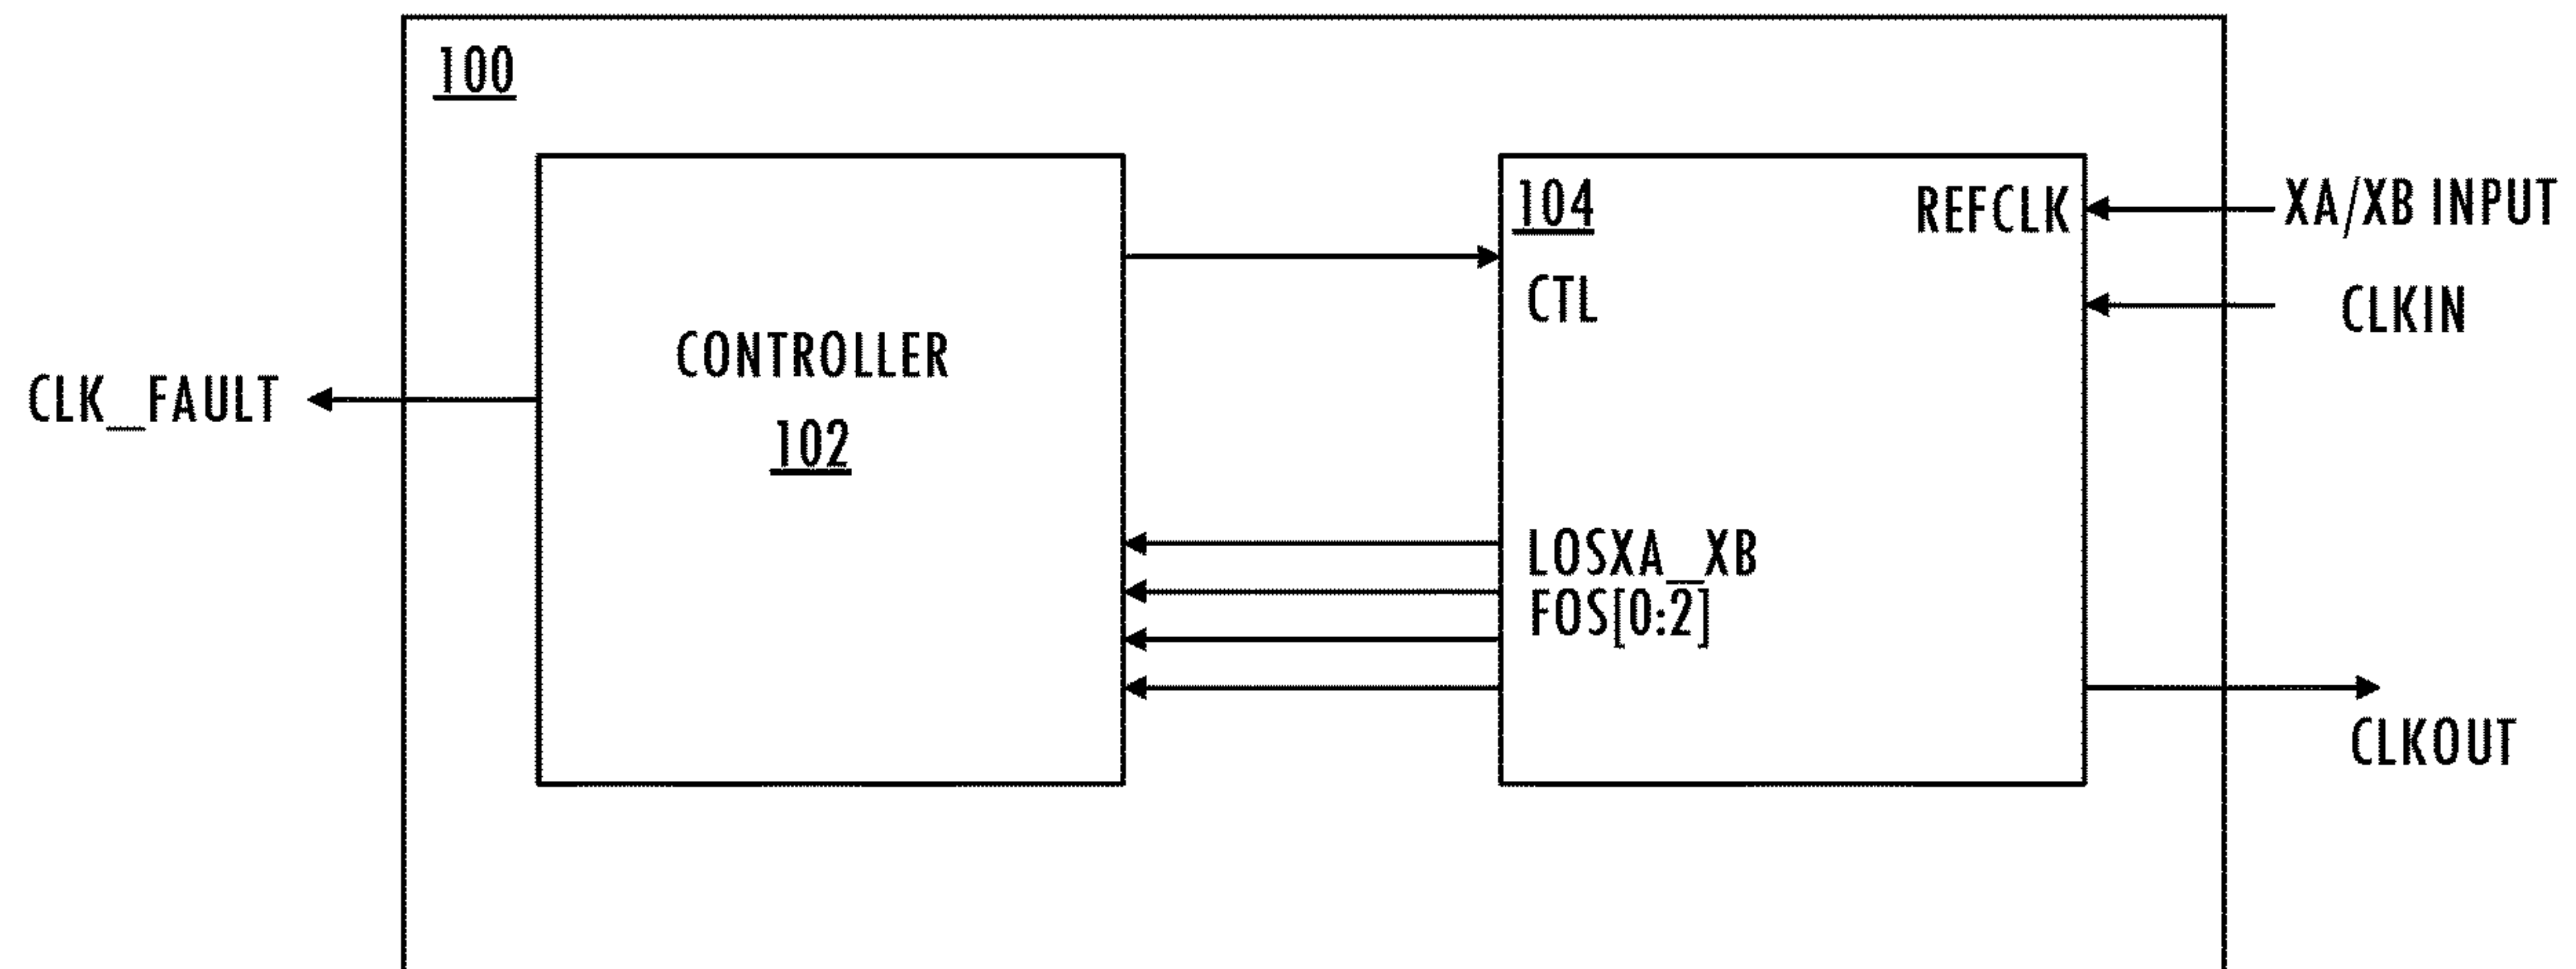 100
104
REFCLK
XA/XB INPUT
CTL
CLKIN
CONTROLLER
102
CLK_FAULT
LOSXA_XB
FOS[0:2]
CLKOUT